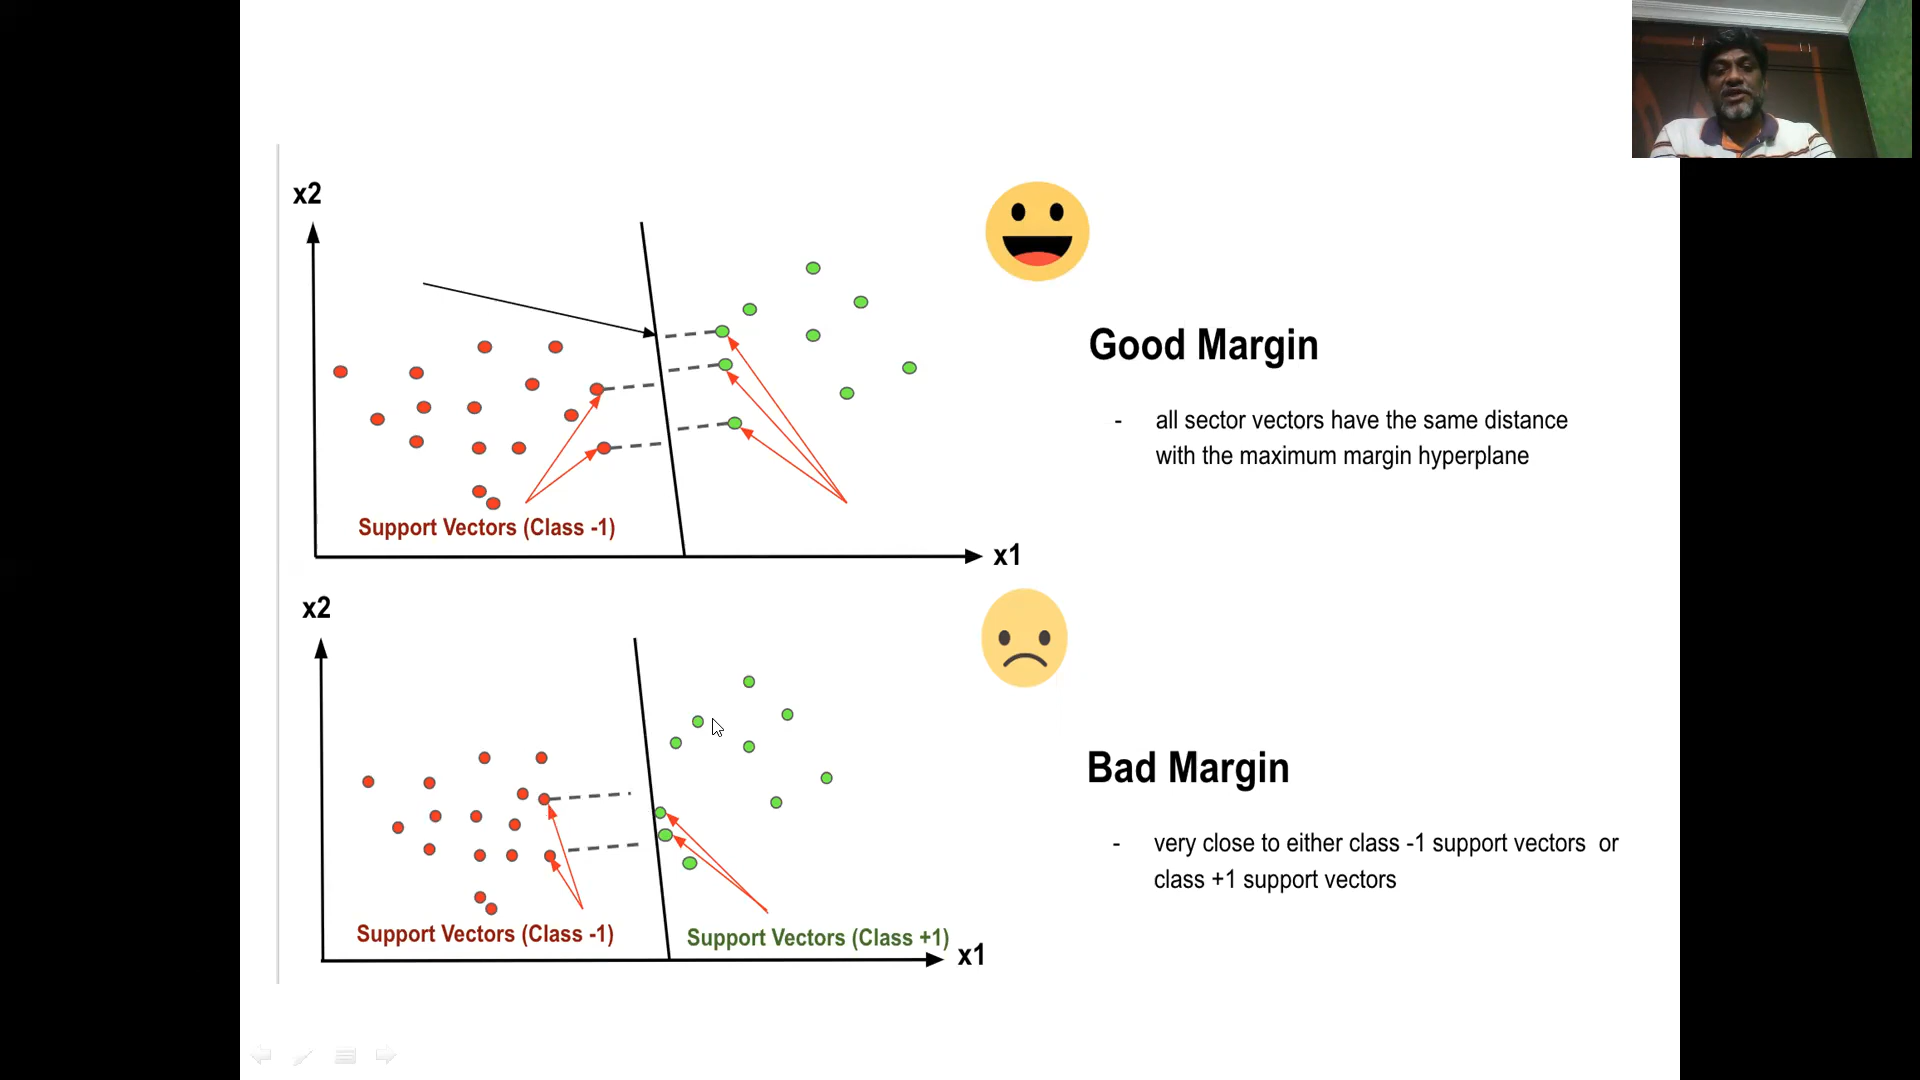 x2
Good Margin
- all sector vectors have the same distance
with the maximum margin hyperplane
Support Vectors (Class -1)
x1
x2
Bad Margin
- very close to either class -1 support vectors or
class +1 support vectors
Support Vectors (Class -1)
Support Vectors (Class +1)
x1